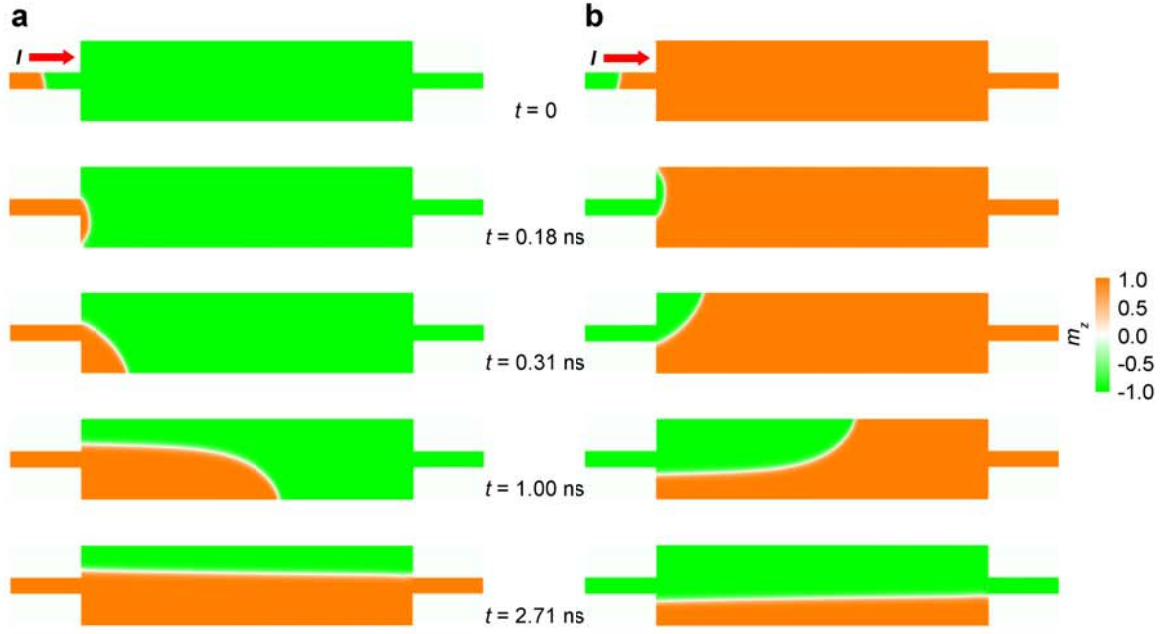 a
b
I
I
t = 0
t = 0.18 ns
t = 0.31 ns
t = 1.00 ns
t = 2.71 ns
1.0
0.5
0.0
-0.5
-1.0
mz